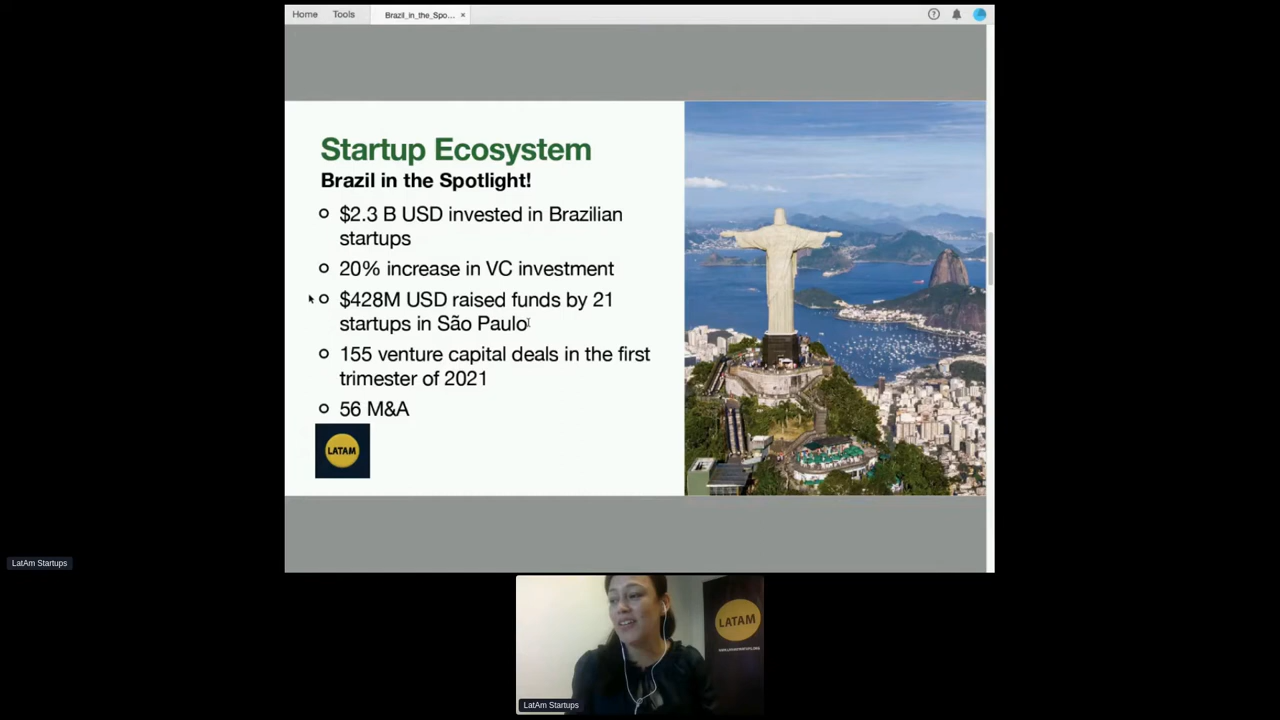 Home Tools Brazil_in_the_Spo... ×
Startup Ecosystem
Brazil in the Spotlight!
$2.3 B USD invested in Brazilian
startups
20% increase in VC investment
$428M USD raised funds by 21
startups in São Paulo
155 venture capital deals in the first
trimester of 2021
56 M&A
LATAM
LatAm Startups
LATAM
LatAm Startups